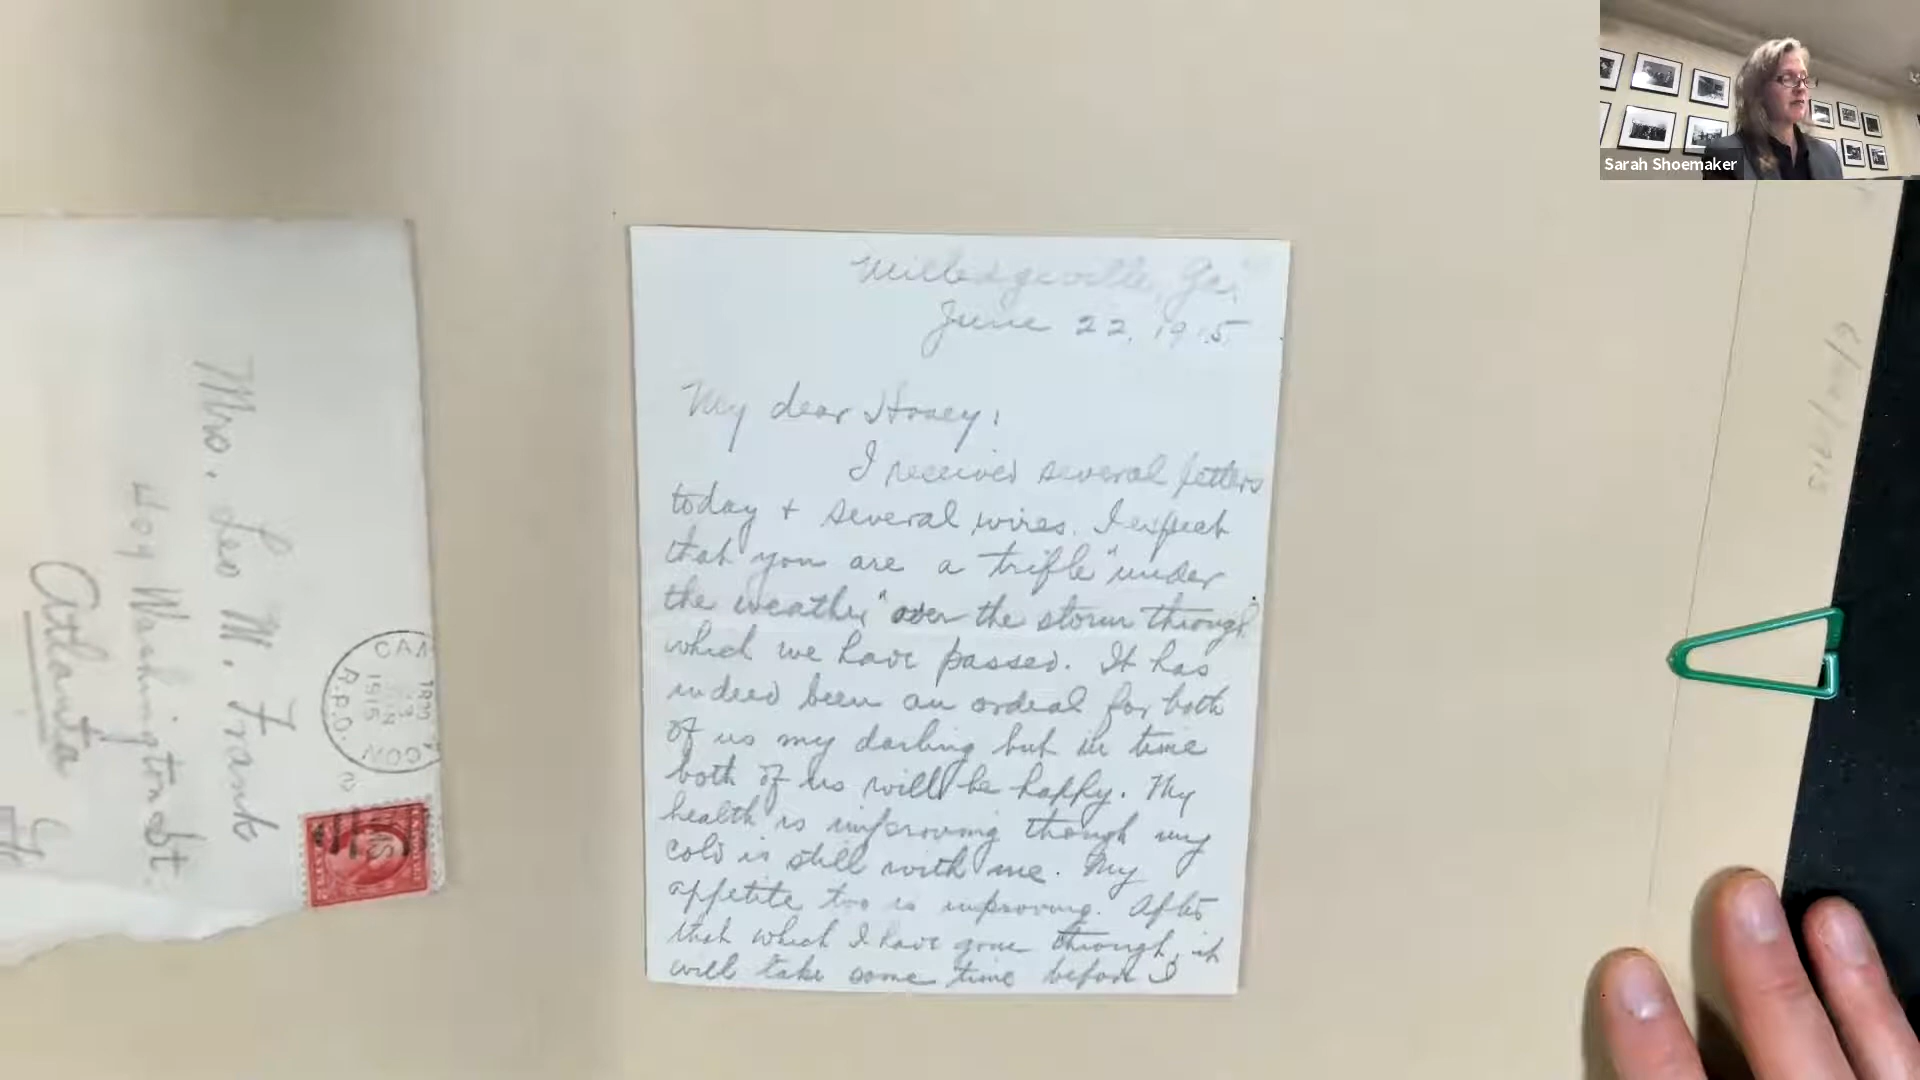 Sarah Shoemaker
Milledgeville, Ga.
June 22, 1915
My dear Honey;
I received several letters
today + several wires. I expect
that you are a trifle "under
the weather" over the storm through
which we have passed. It has
indeed been an ordeal for both
of us my darling but in time
both of us will be happy. My
health is improving though my
cold is still with me. My
appetite too is improving. After
that which I have gone through, it
will take some time before I
Mrs. Leo M. Frank
Washington St.
Atlanta
R.P.O.
1915